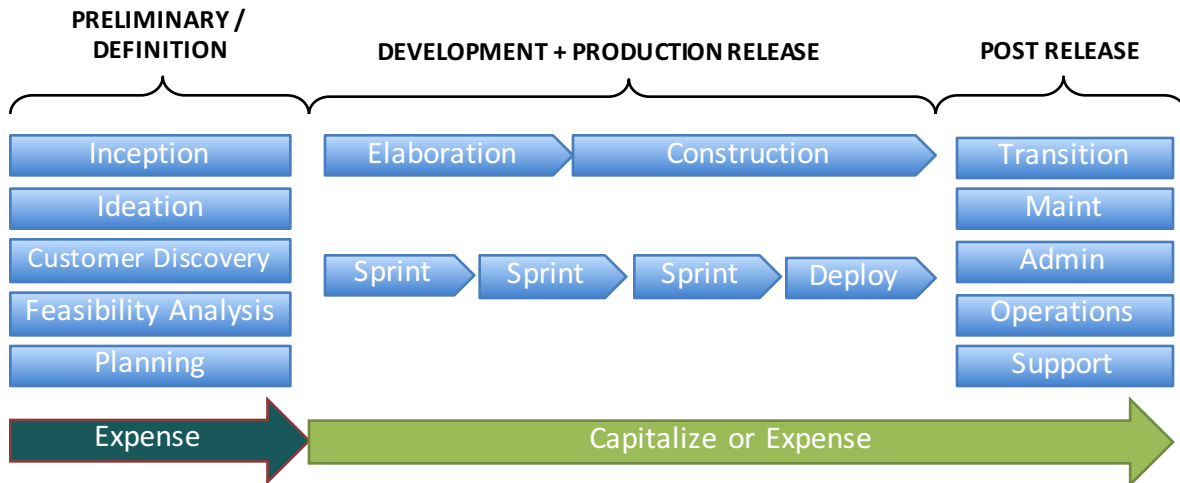 PRELIMINARY /
DEFINITION
DEVELOPMENT + PRODUCTION RELEASE
POST RELEASE
Inception
Ideation
Customer Discovery
Feasibility Analysis
Planning
Elaboration
Construction
Sprint
Sprint
Sprint
Deploy
Transition
Maint
Admin
Operations
Support
Expense
Capitalize or Expense